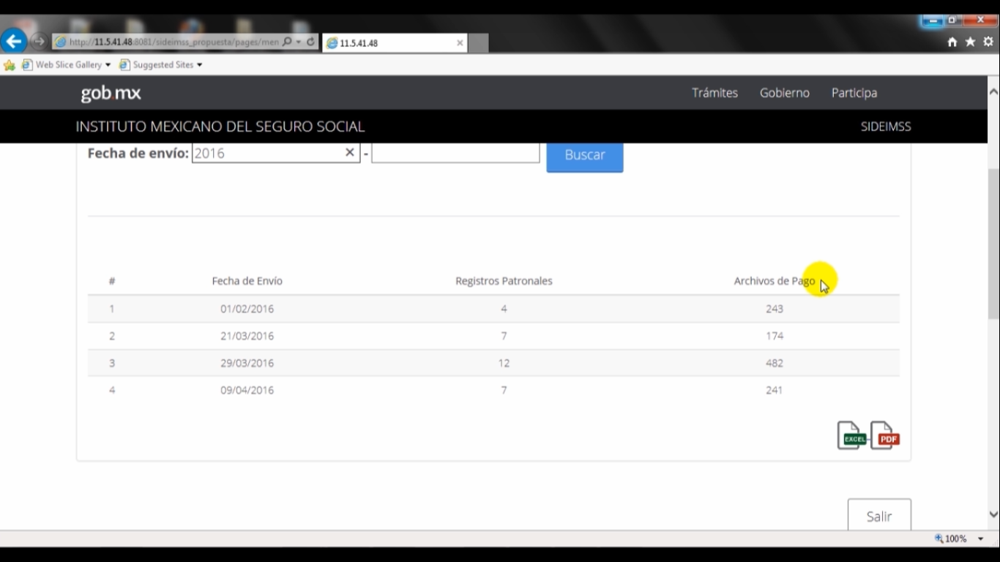 http://11.5.41.48:8081/sideimss_propuesta/pages/men
11.5.41.48
Web Slice Gallery
Suggested Sites
gob.mx
Trámites Gobierno Participa
INSTITUTO MEXICANO DEL SEGURO SOCIAL
SIDEIMSS
Fecha de envío: 2016 - Buscar
# Fecha de Envío Registros Patronales Archivos de Pago
1 01/02/2016 4 243
2 21/03/2016 7 174
3 29/03/2016 12 482
4 09/04/2016 7 241
EXCEL PDF
Salir
100%